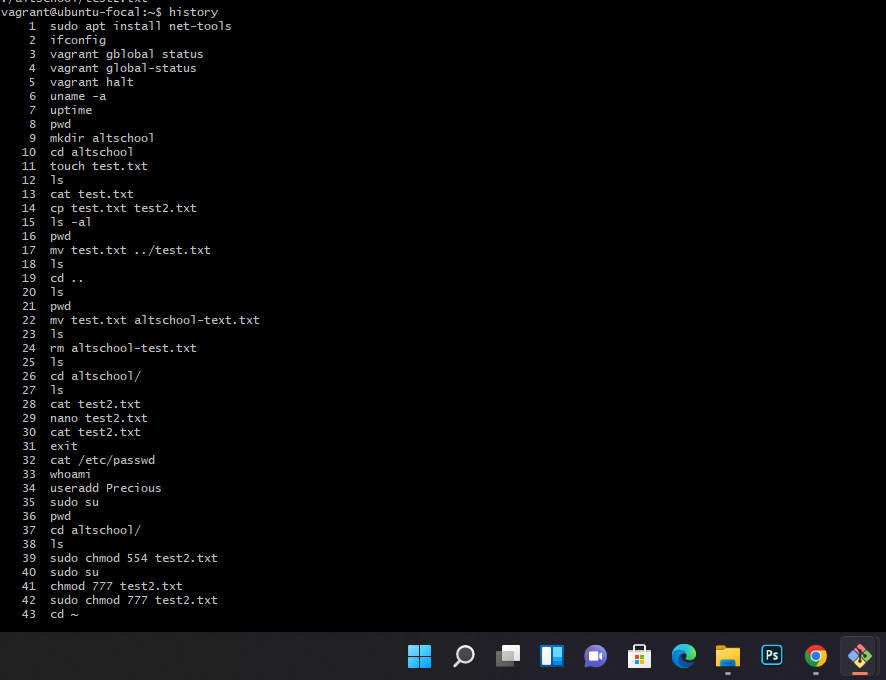 ./altschool/test2.txt
vagrant@ubuntu-focal:~$ history
1 sudo apt install net-tools
2 ifconfig
3 vagrant gblobal status
4 vagrant global-status
5 vagrant halt
6 uname -a
7 uptime
8 pwd
9 mkdir altschool
10 cd altschool
11 touch test.txt
12 ls
13 cat test.txt
14 cp test.txt test2.txt
15 ls -al
16 pwd
17 mv test.txt ../test.txt
18 ls
19 cd ..
20 ls
21 pwd
22 mv test.txt altschool-text.txt
23 ls
24 rm altschool-test.txt
25 ls
26 cd altschool/
27 ls
28 cat test2.txt
29 nano test2.txt
30 cat test2.txt
31 exit
32 cat /etc/passwd
33 whoami
34 useradd Precious
35 sudo su
36 pwd
37 cd altschool/
38 ls
39 sudo chmod 554 test2.txt
40 sudo su
41 chmod 777 test2.txt
42 sudo chmod 777 test2.txt
43 cd ~
Ps